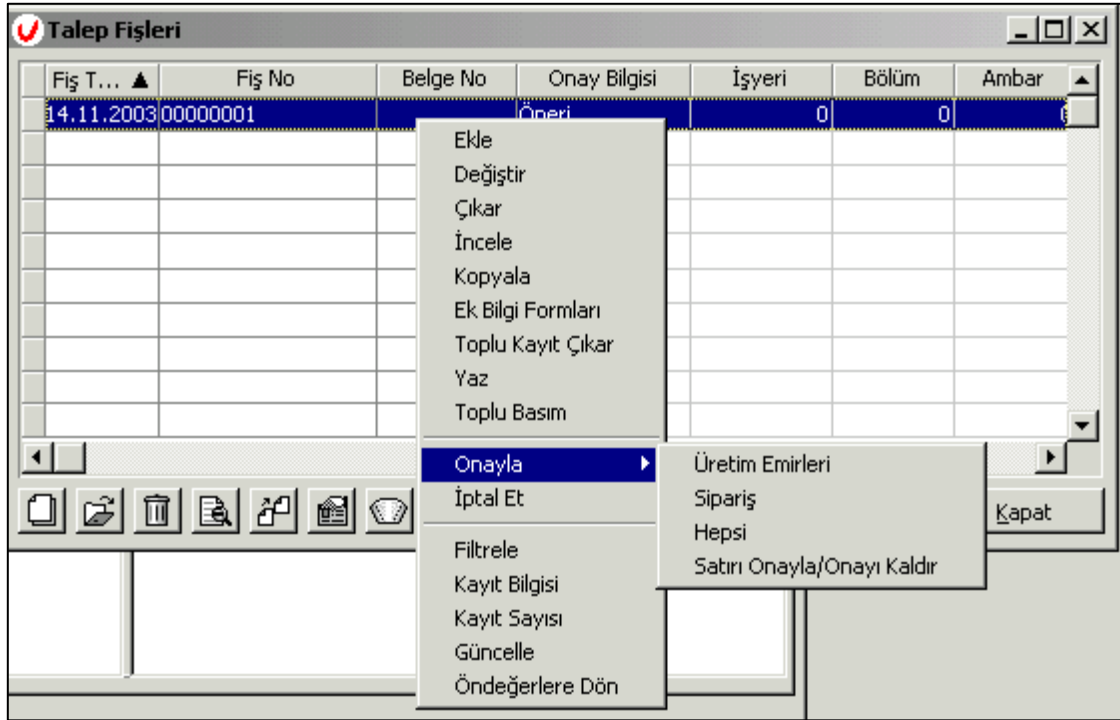 Talep Fişleri
Fiş T... ▲ Fiş No Belge No Onay Bilgisi İşyeri Bölüm Ambar
14.11.2003 00000001 Öneri 0 0
Ekle
Değiştir
Çıkar
İncele
Kopyala
Ek Bilgi Formları
Toplu Kayıt Çıkar
Yaz
Toplu Basım
Onayla
Üretim Emirleri
İptal Et
Sipariş
Kapat
Hepsi
Satırı Onayla/Onayı Kaldır
Filtrele
Kayıt Bilgisi
Kayıt Sayısı
Güncelle
Öndeğerlere Dön